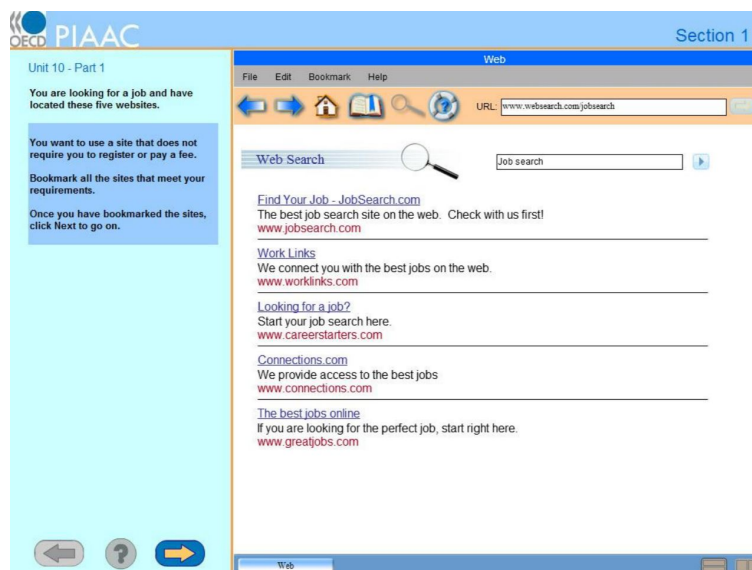 OECD PIAAC
Section 1
Unit 10 - Part 1
You are looking for a job and have
located these five websites.
You want to use a site that does not
require you to register or pay a fee.
Bookmark all the sites that meet your
requirements.
Once you have bookmarked the sites,
click Next to go on.
Web
File Edit Bookmark Help
URL: www.websearch.com/jobsearch
Web Search
Job search
Find Your Job - JobSearch.com
The best job search site on the web. Check with us first!
www.jobsearch.com
Work Links
We connect you with the best jobs on the web.
www.worklinks.com
Looking for a job?
Start your job search here.
www.careerstarters.com
Connections.com
We provide access to the best jobs
www.connections.com
The best jobs online
If you are looking for the perfect job, start right here.
www.greatjobs.com
?
Web